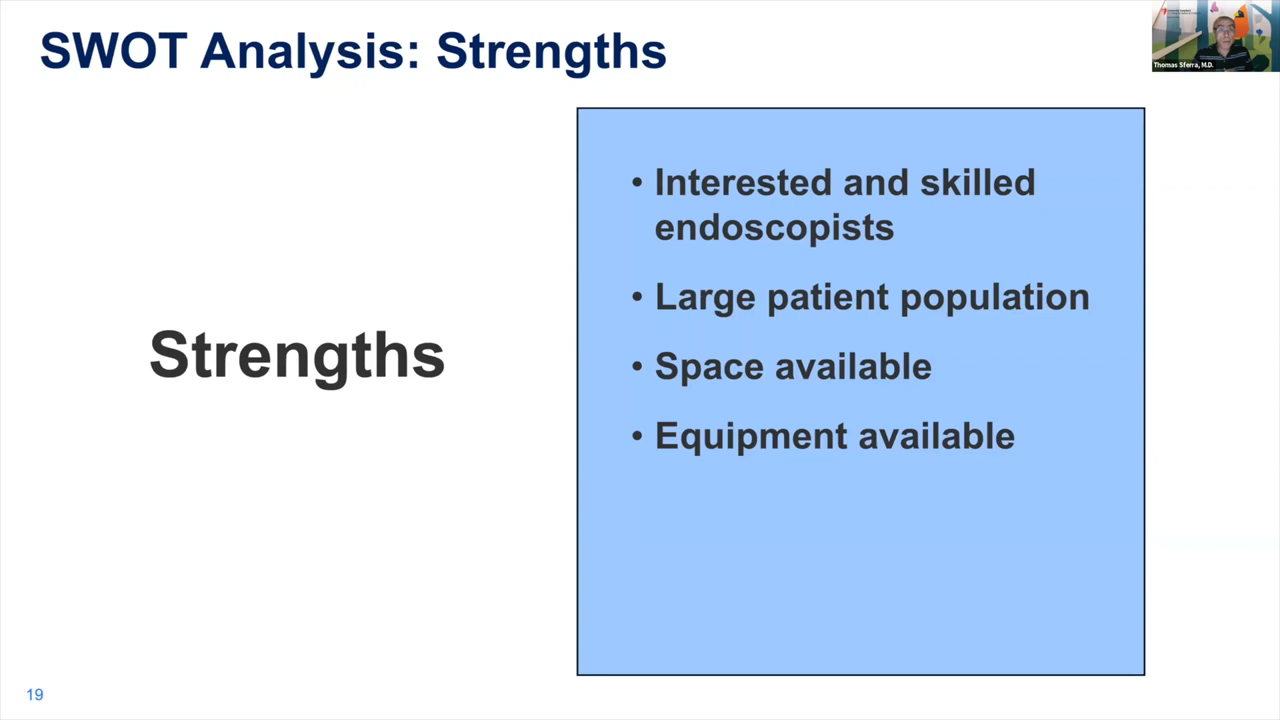 SWOT Analysis: Strengths
Thomas Sferra, M.D.
• Interested and skilled
endoscopists
• Large patient population
Strengths
• Space available
• Equipment available
19